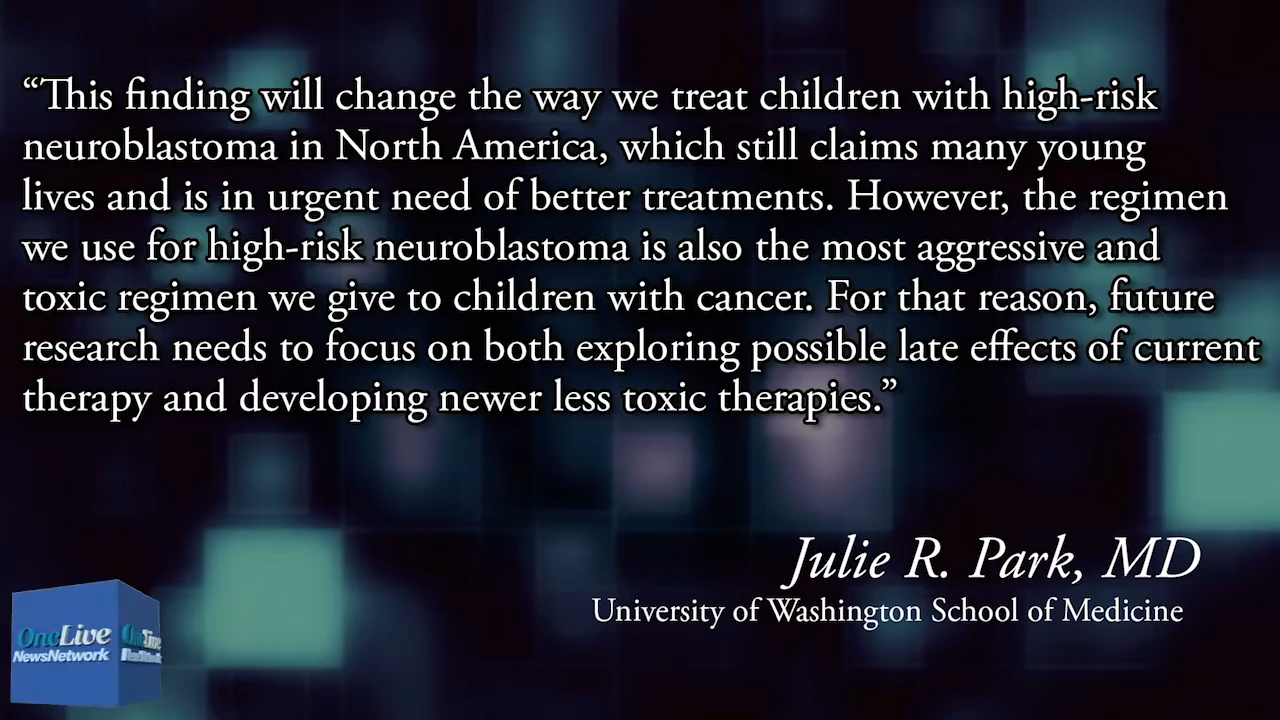 “This finding will change the way we treat children with high-risk
neuroblastoma in North America, which still claims many young
lives and is in urgent need of better treatments. However, the regimen
we use for high-risk neuroblastoma is also the most aggressive and
toxic regimen we give to children with cancer. For that reason, future
research needs to focus on both exploring possible late effects of current
therapy and developing newer less toxic therapies.”
Julie R. Park, MD
University of Washington School of Medicine
OncLive
NewsNetwork
OncLive